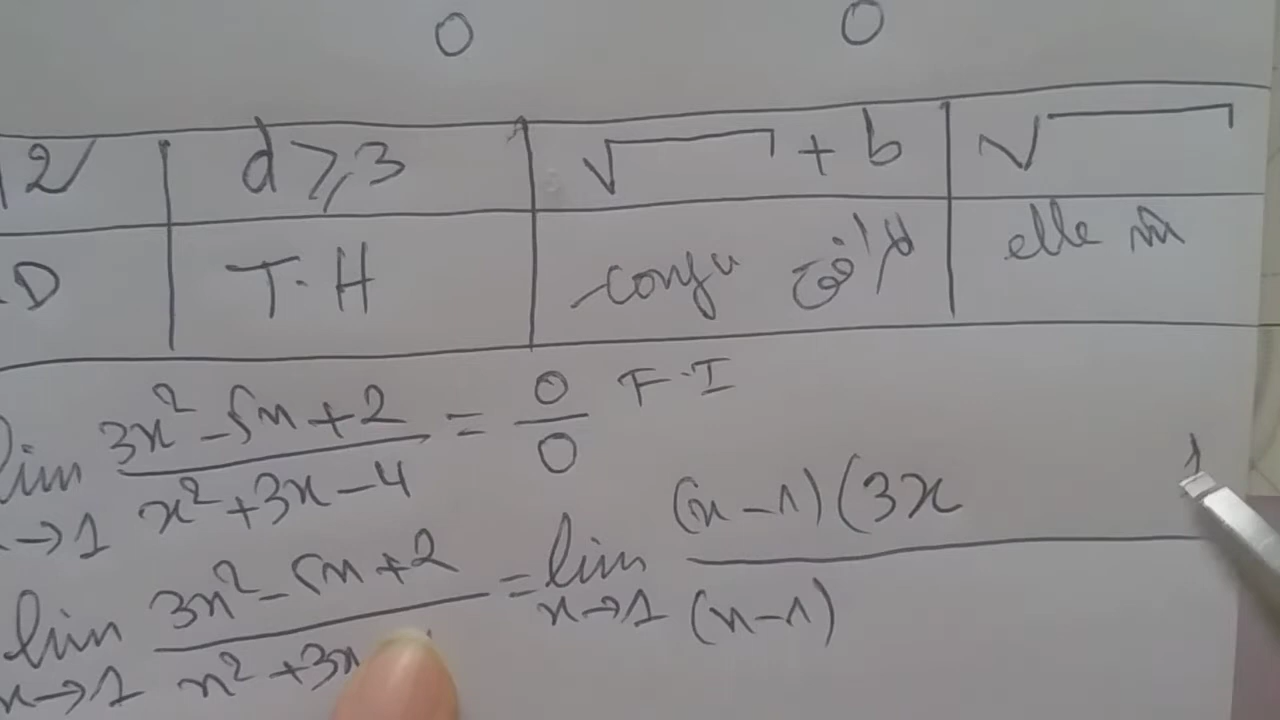 0 0
2 d⩾3 √ + b √
D T.H conju elle
lim 3x²-5x+2 / x²+3x-4 = 0/0 F.I
x→1
lim 3x²-5x+2 / x²+3x = lim (x-1)(3x 1 / (x-1)
x→1 x→1